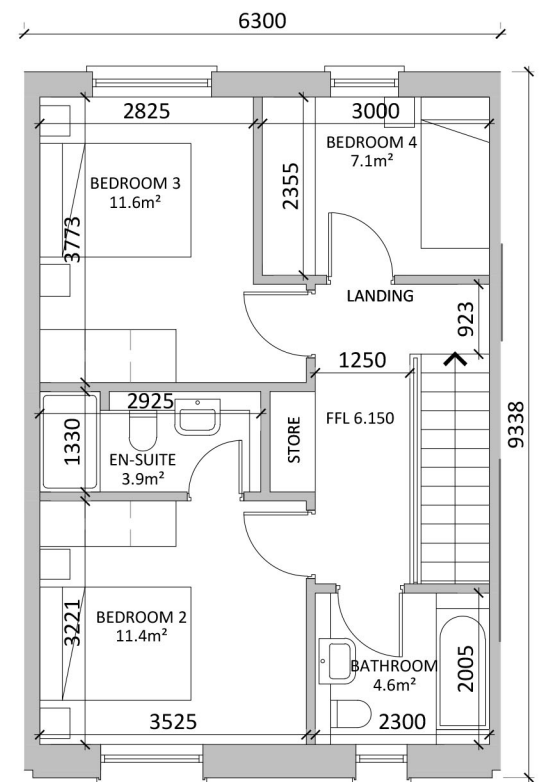 6300
2825
3000
BEDROOM 4
7.1m²
BEDROOM 3
11.6m²
2355
3773
LANDING
923
1250
2925
FFL 6.150
9338
1330
STORE
EN-SUITE
3.9m²
BEDROOM 2
11.4m²
3221
BATHROOM
4.6m²
2005
3525
2300